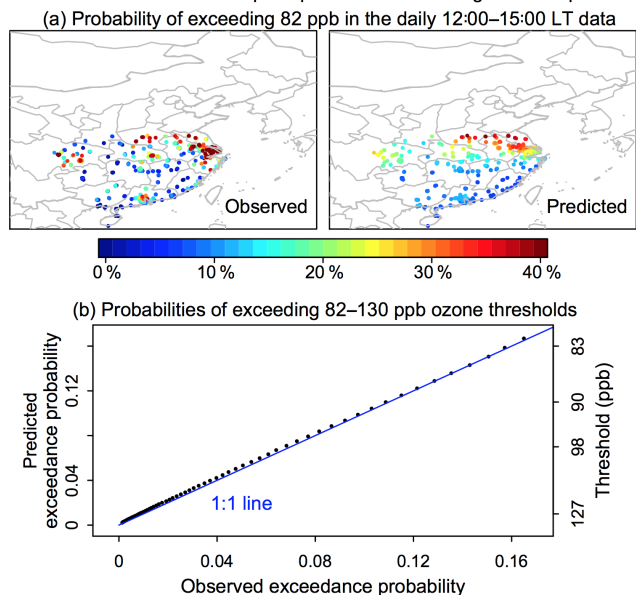 (a) Probability of exceeding 82 ppb in the daily 12:00–15:00 LT data
Observed
Predicted
0 % 10 % 20 % 30 % 40 %
(b) Probabilities of exceeding 82–130 ppb ozone thresholds
Predicted
exceedance probability
0 0.04 0.12
1:1 line
83 90 98 127
Threshold (ppb)
0 0.04 0.08 0.12 0.16
Observed exceedance probability